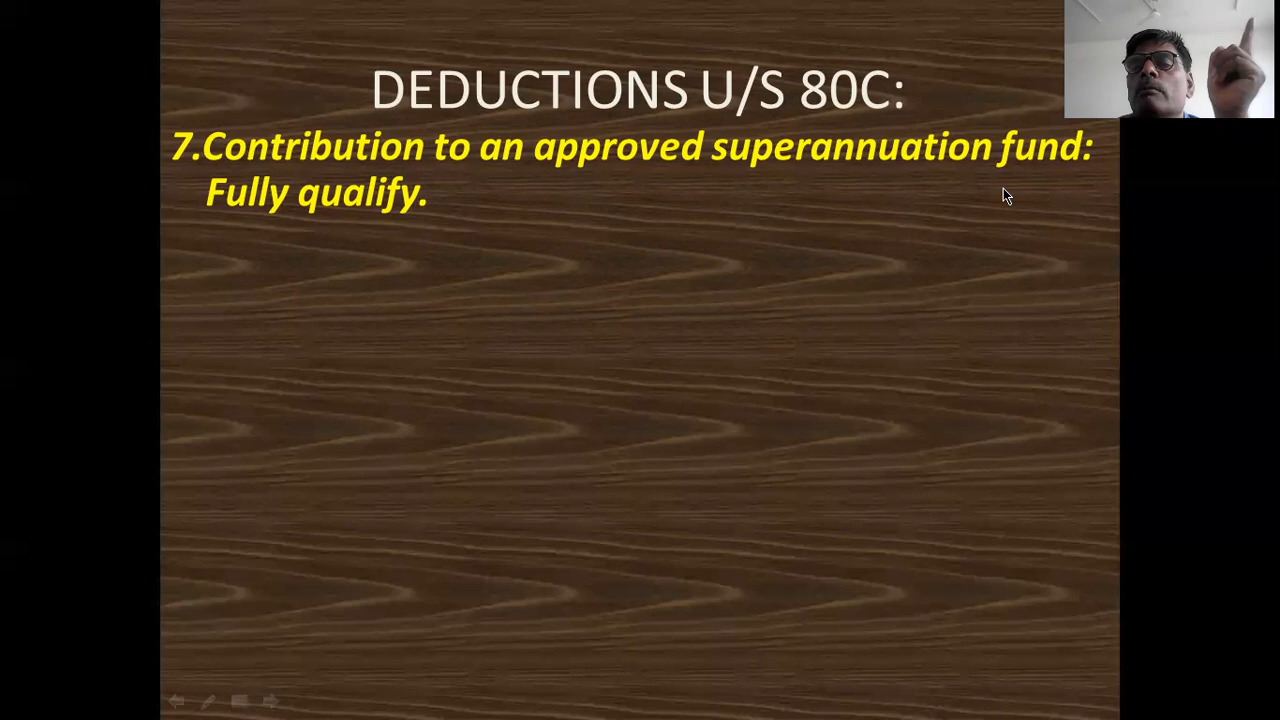 DEDUCTIONS U/S 80C:
7.Contribution to an approved superannuation fund:
Fully qualify.